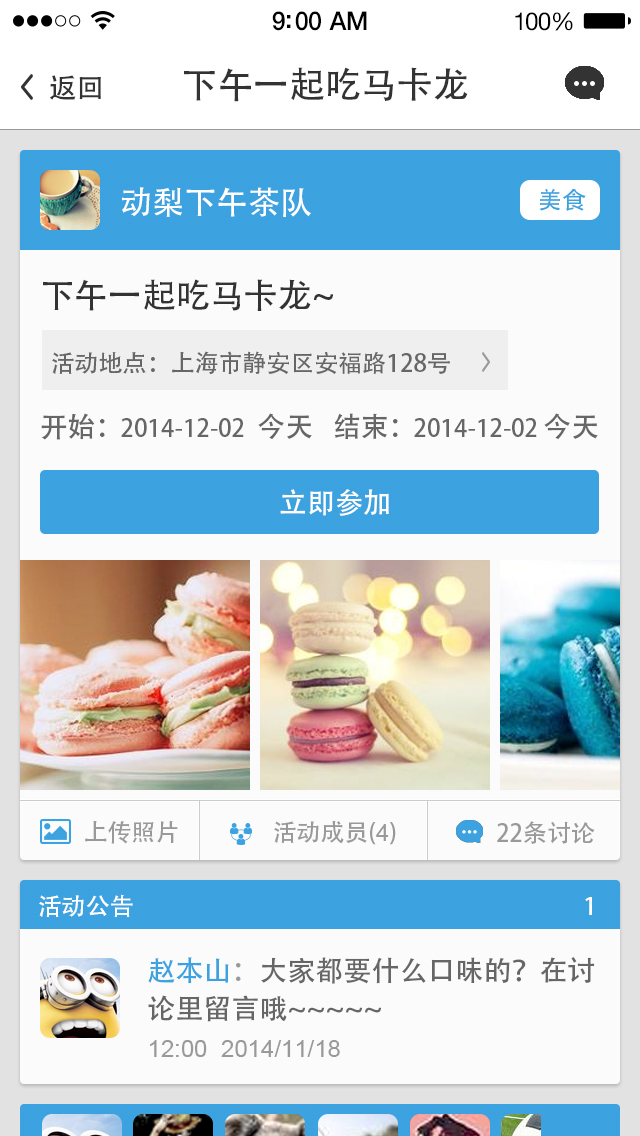 9:00 AM 100%
返回 下午一起吃马卡龙
动梨下午茶队 美食
下午一起吃马卡龙~
活动地点：上海市静安区安福路128号
开始：2014-12-02 今天 结束：2014-12-02 今天
立即参加
上传照片 活动成员(4) 22条讨论
活动公告 1
赵本山：大家都要什么口味的？在讨
论里留言哦~~~~~
12:00 2014/11/18